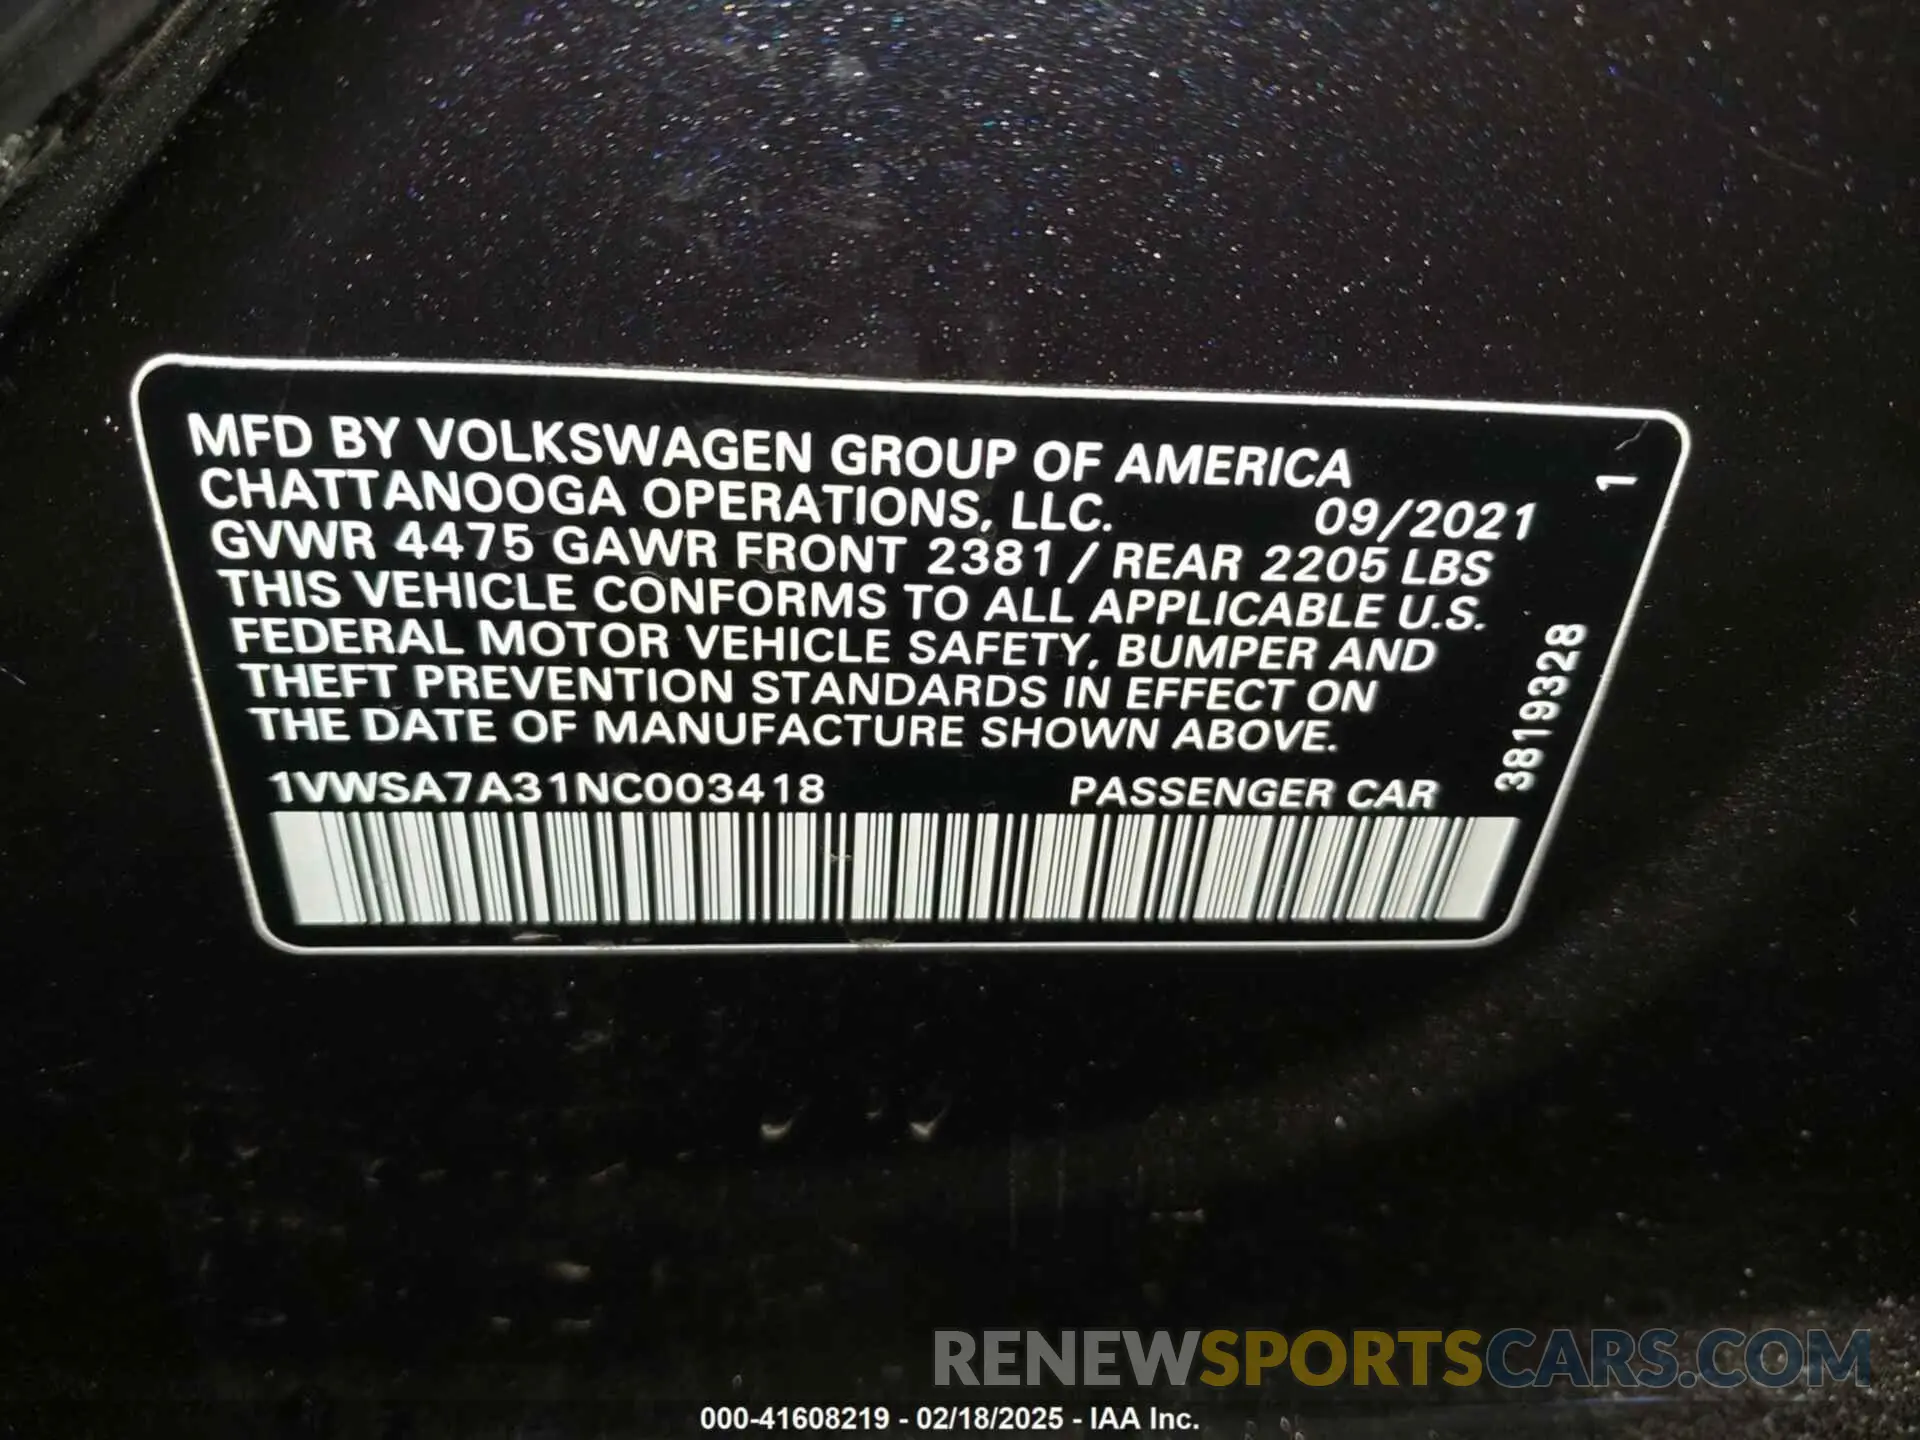 MFD BY VOLKSWAGEN GROUP OF AMERICA
CHATTANOOGA OPERATIONS, LLC. 09/2021
GVWR 4475 GAWR FRONT 2381 / REAR 2205 LBS
THIS VEHICLE CONFORMS TO ALL APPLICABLE U.S.
FEDERAL MOTOR VEHICLE SAFETY, BUMPER AND
THEFT PREVENTION STANDARDS IN EFFECT ON
THE DATE OF MANUFACTURE SHOWN ABOVE.
1VWSA7A31NC003418 PASSENGER CAR
3819328
1
RENEWSPORTSCARS.COM
000-41608219 - 02/18/2025 - IAA Inc.